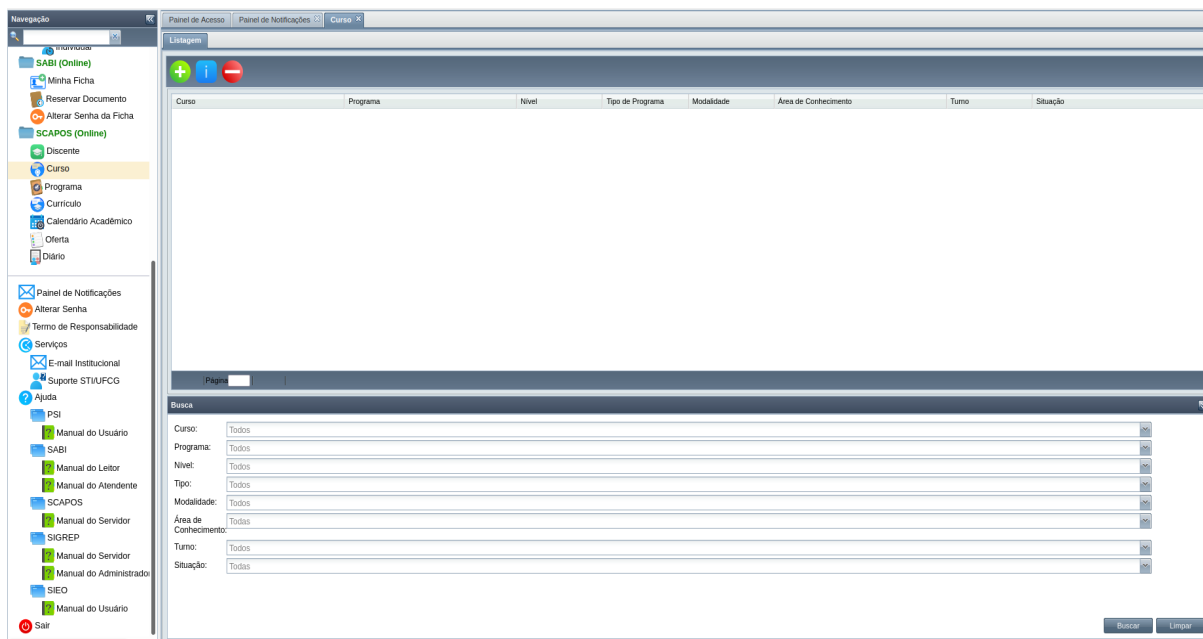 Navegação
Individual
SABI (Online)
Minha Ficha
Reservar Documento
Alterar Senha da Ficha
SCAPOS (Online)
Discente
Curso
Programa
Currículo
Calendário Acadêmico
Oferta
Diário
Painel de Notificações
Alterar Senha
Termo de Responsabilidade
Serviços
E-mail Institucional
Suporte STI/UFCG
Ajuda
PSI
Manual do Usuário
SABI
Manual do Leitor
Manual do Atendente
SCAPOS
Manual do Servidor
SIGREP
Manual do Servidor
Manual do Administrador
SIEO
Manual do Usuário
Sair
Painel de Acesso Painel de Notificações Curso
Listagem
Curso Programa Nível Tipo de Programa Modalidade Área de Conhecimento Turno Situação
Página
Busca
Curso: Todos
Programa: Todos
Nível: Todos
Tipo: Todos
Modalidade: Todos
Área de Conhecimento: Todas
Turno: Todos
Situação: Todas
Buscar Limpar